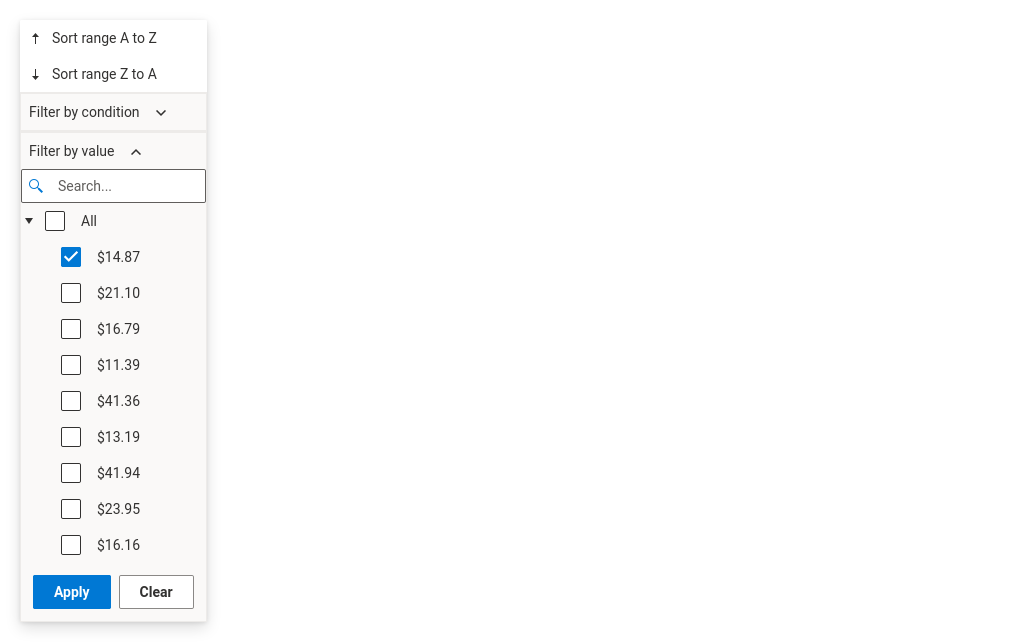 Sort range A to Z
Sort range Z to A
Filter by condition
Filter by value
Search...
All
$14.87
$21.10
$16.79
$11.39
$41.36
$13.19
$41.94
$23.95
$16.16
Apply Clear